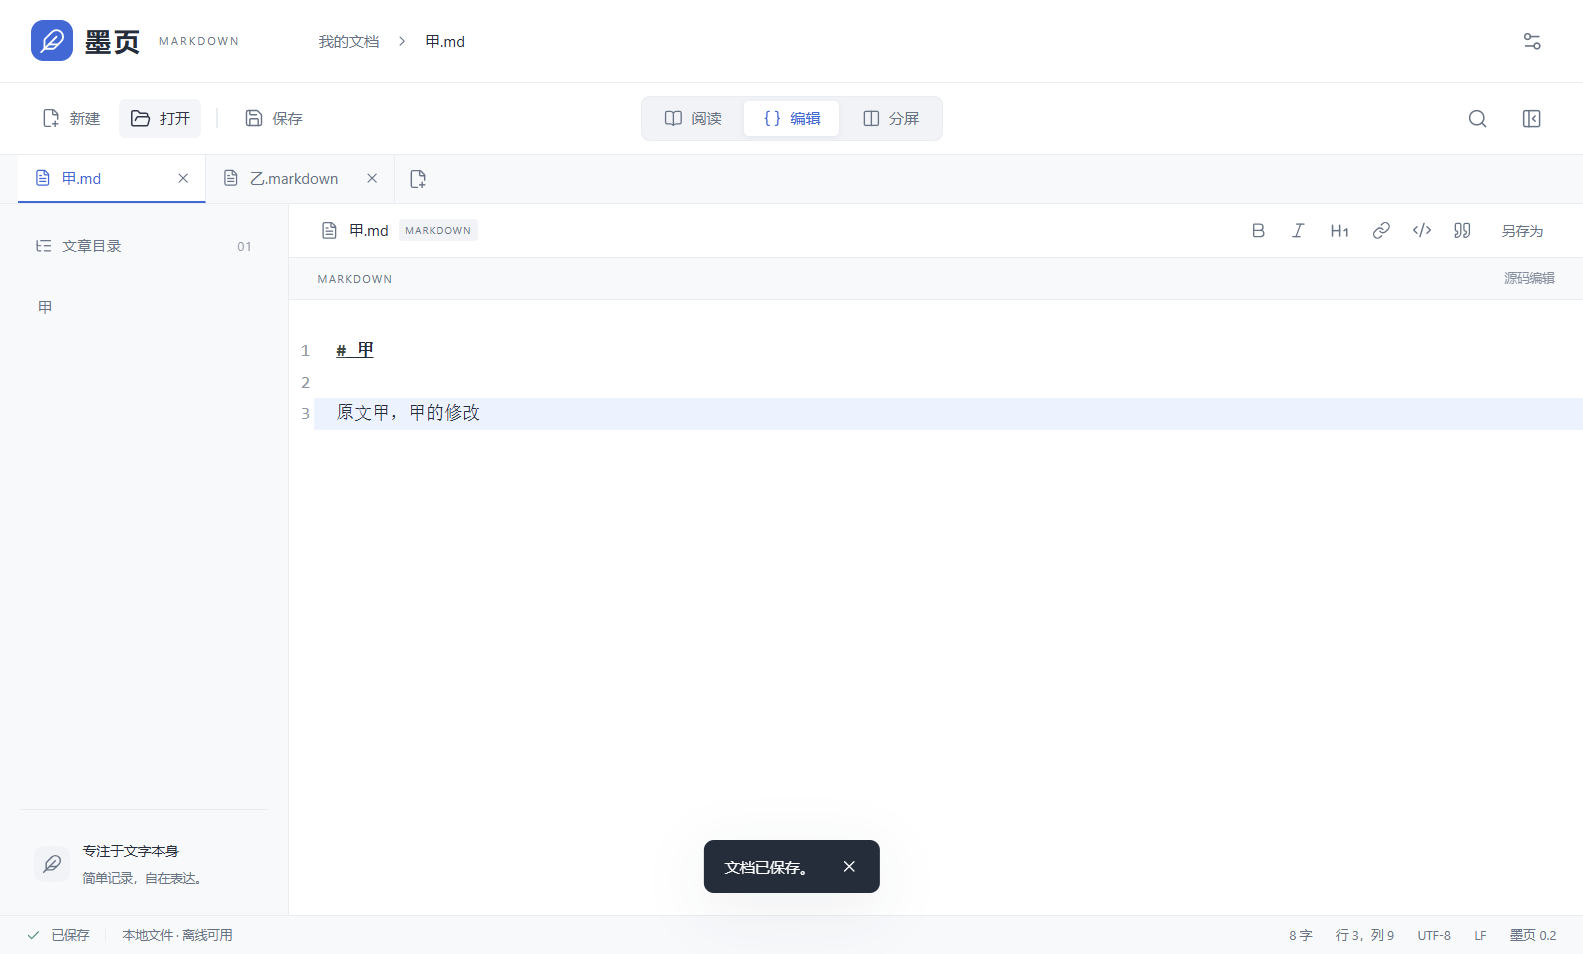 墨页 MARKDOWN 我的文档 > 甲.md
新建 打开 保存 阅读 {} 编辑 分屏
甲.md × 乙.markdown ×
文章目录 01
甲
甲.md MARKDOWN B I H1 </> 另存为
MARKDOWN 源码编辑
1 # 甲
2
3 原文甲，甲的修改
专注于文字本身
简单记录，自在表达。
文档已保存。 ×
已保存 本地文件 · 离线可用 8 字 行 3，列 9 UTF-8 LF 墨页 0.2